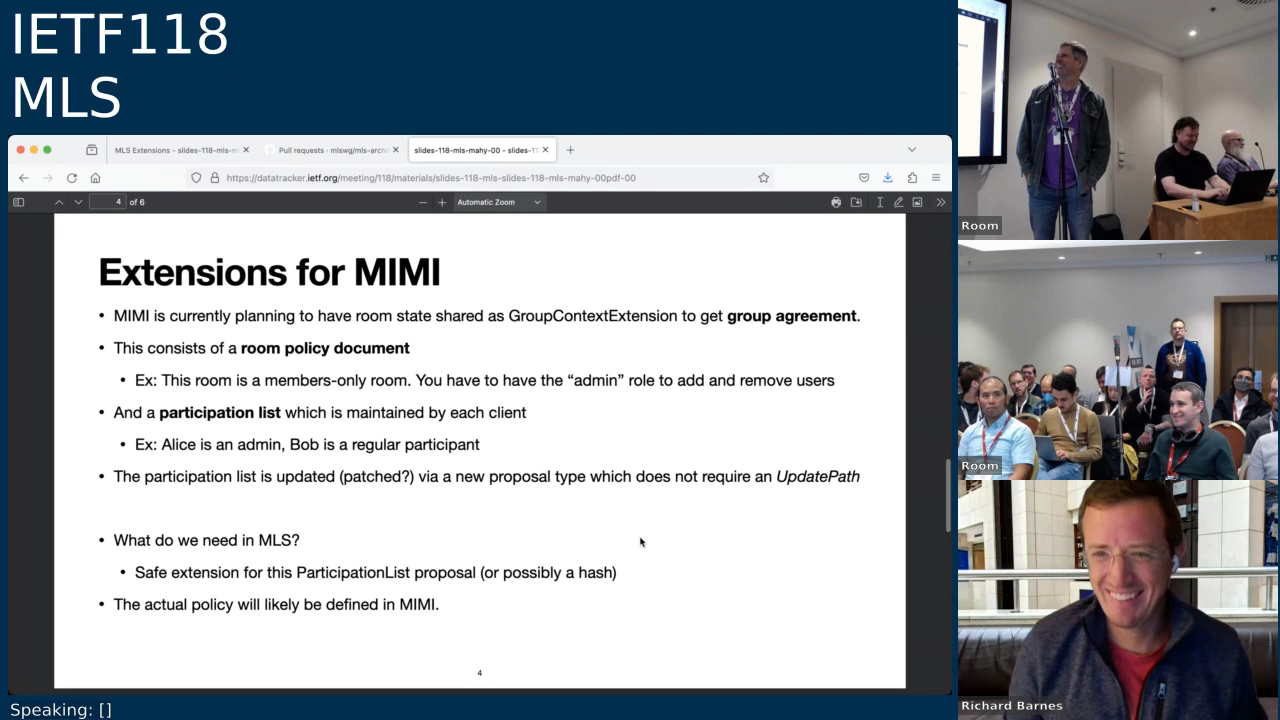 IETF118
MLS
MLS Extensions - slides-118-mls-m
Pull requests · mlswg/mls-archi
slides-118-mls-mahy-00 - slides-11
https://datatracker.ietf.org/meeting/118/materials/slides-118-mls-slides-118-mls-mahy-00pdf-00
4 of 6
Automatic Zoom
Extensions for MIMI
• MIMI is currently planning to have room state shared as GroupContextExtension to get group agreement.
• This consists of a room policy document
• Ex: This room is a members-only room. You have to have the “admin” role to add and remove users
• And a participation list which is maintained by each client
• Ex: Alice is an admin, Bob is a regular participant
• The participation list is updated (patched?) via a new proposal type which does not require an UpdatePath
• What do we need in MLS?
• Safe extension for this ParticipationList proposal (or possibly a hash)
• The actual policy will likely be defined in MIMI.
4
Speaking: []
Room
Room
Richard Barnes